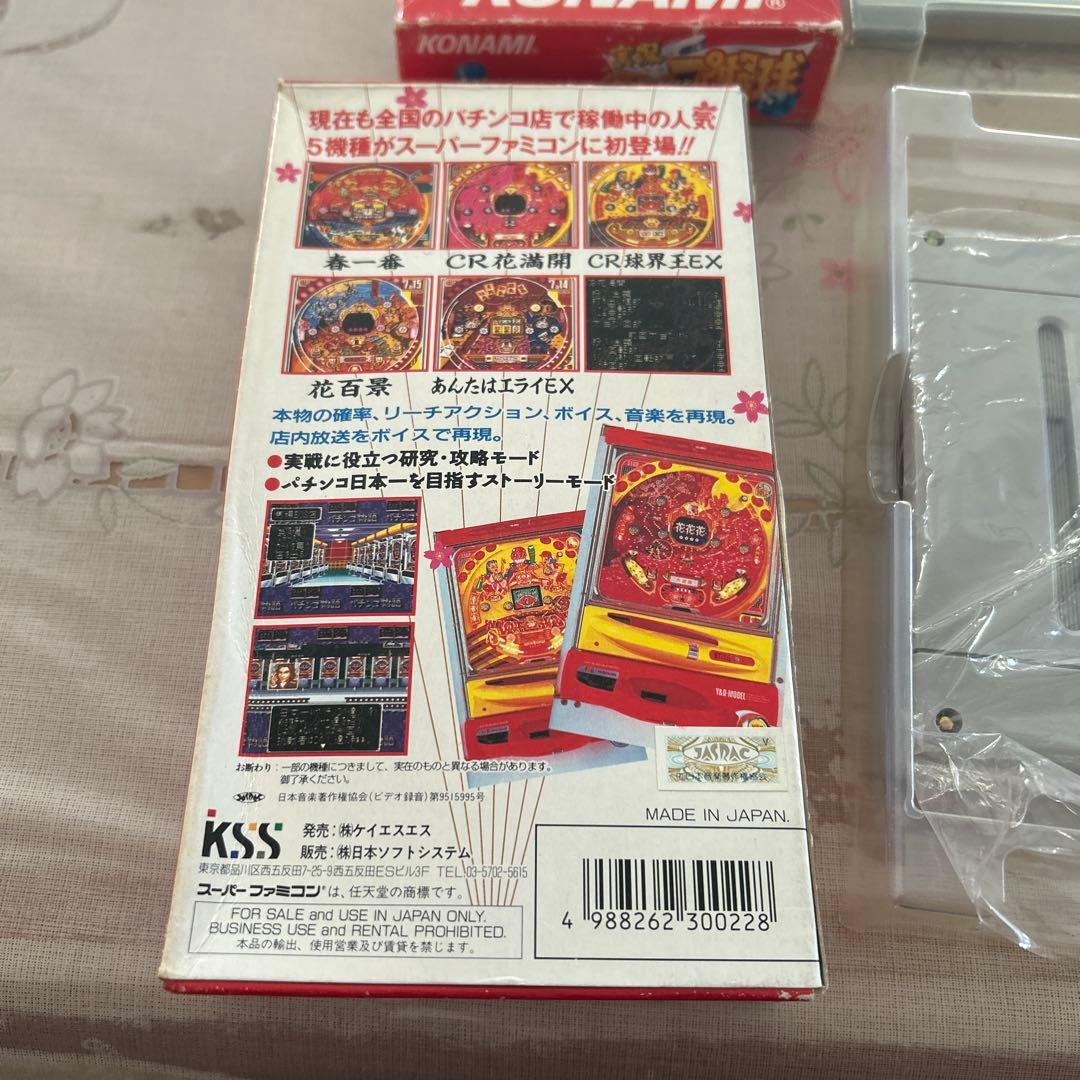 KONAMI®
KONAMI
現在も全国のパチンコ店で稼働中の人気
5機種がスーパーファミコンに初登場!!
春一番
CR花満開
CR球界王EX
7月15
7月14
花百景
あんたはエライEX
本物の確率、リーチアクション、ボイス、音楽を再現。
店内放送をボイスで再現。
●実戦に役立つ研究・攻略モード
●パチンコ日本一を目指すストーリーモード
花花花
Y&O-MODEL
JASRAC
お断わり:一部の機種につきまして、実在のものと異なる場合があります。
御了承ください。
日本音楽著作権協会(ビデオ録音)第9515995号
MADE IN JAPAN.
KSS
発売:㈱ケイエスエス
販売:㈱日本ソフトシステム
東京都品川区西五反田7-25-9西五反田ESビル3F TEL.03-5702-5615
スーパーファミコン®は、任天堂の商標です。
FOR SALE and USE IN JAPAN ONLY.
BUSINESS USE and RENTAL PROHIBITED.
本品の輸出、使用営業及び賃貸を禁じます。
4 988262 300228